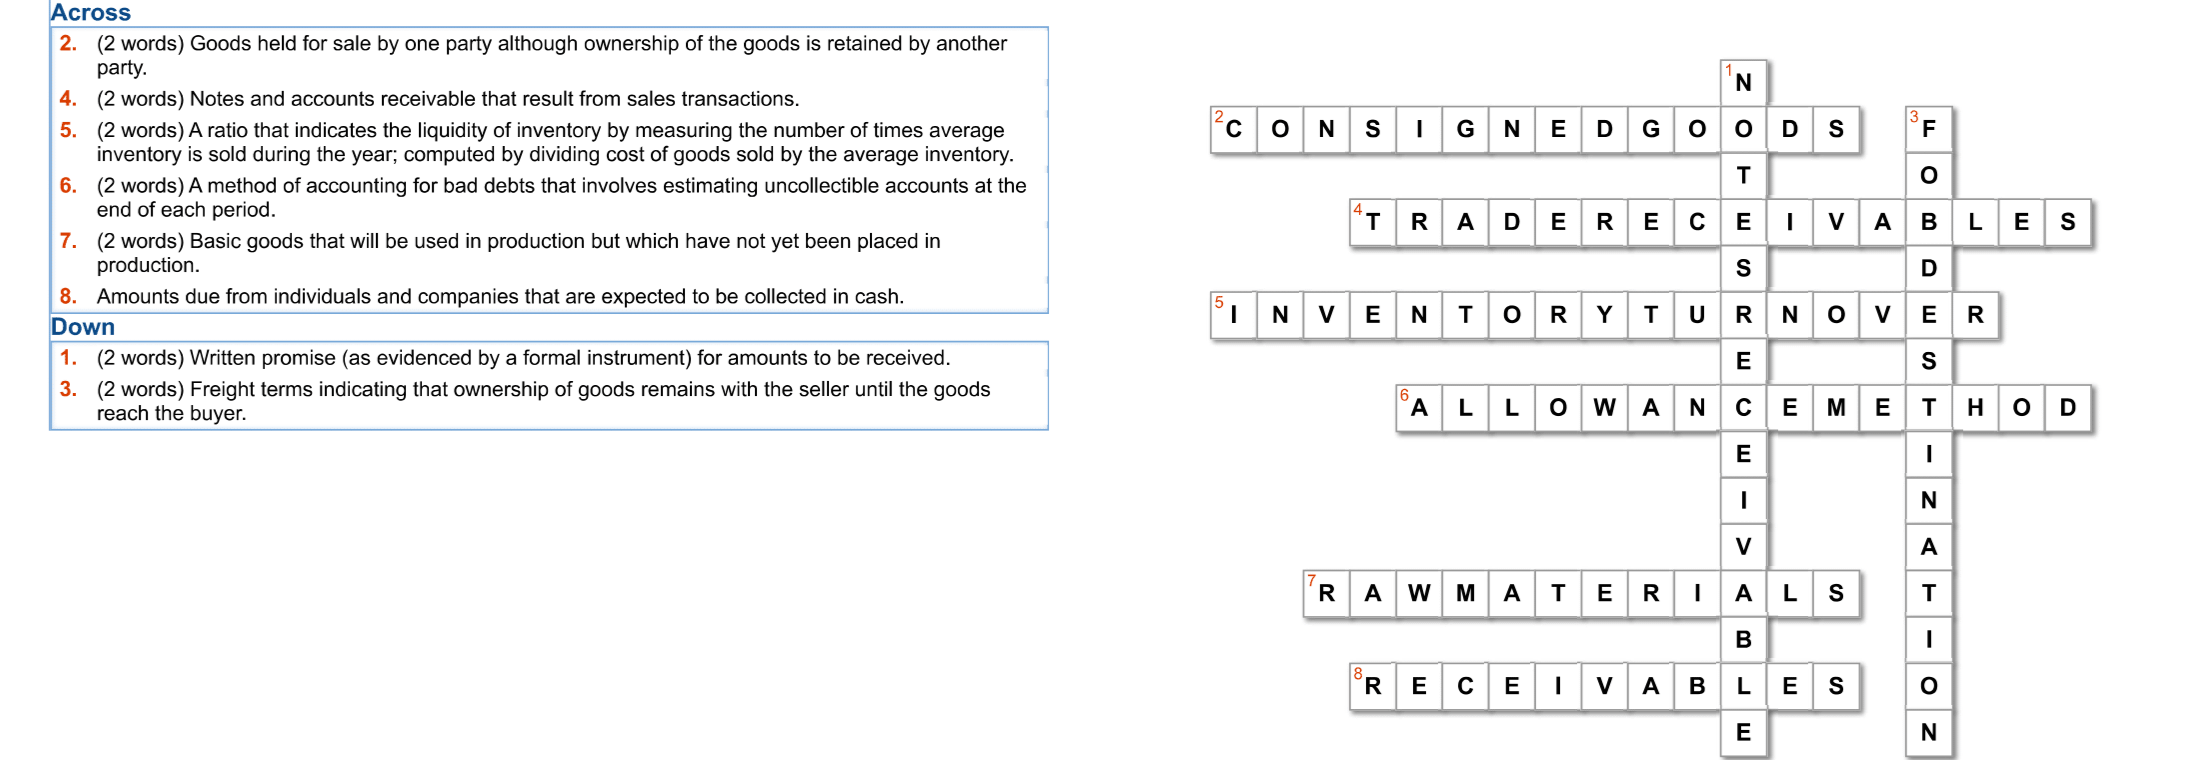 Across
2. (2 words) Goods held for sale by one party although ownership of the goods is retained by another
party.
4. (2 words) Notes and accounts receivable that result from sales transactions.
5. (2 words) A ratio that indicates the liquidity of inventory by measuring the number of times average
inventory is sold during the year; computed by dividing cost of goods sold by the average inventory.
6. (2 words) A method of accounting for bad debts that involves estimating uncollectible accounts at the
end of each period.
7. (2 words) Basic goods that will be used in production but which have not yet been placed in
production.
8. Amounts due from individuals and companies that are expected to be collected in cash.
Down
1. (2 words) Written promise (as evidenced by a formal instrument) for amounts to be received.
3. (2 words) Freight terms indicating that ownership of goods remains with the seller until the goods
reach the buyer.
1 N
2 C O N S I G N E D G O O D S 3 F
T O
4 T R A D E R E C E I V A B L E S
S D
5 I N V E N T O R Y T U R N O V E R
E S
6 A L L O W A N C E M E T H O D
E I
I N
V A
7 R A W M A T E R I A L S T
B I
8 R E C E I V A B L E S O
E N